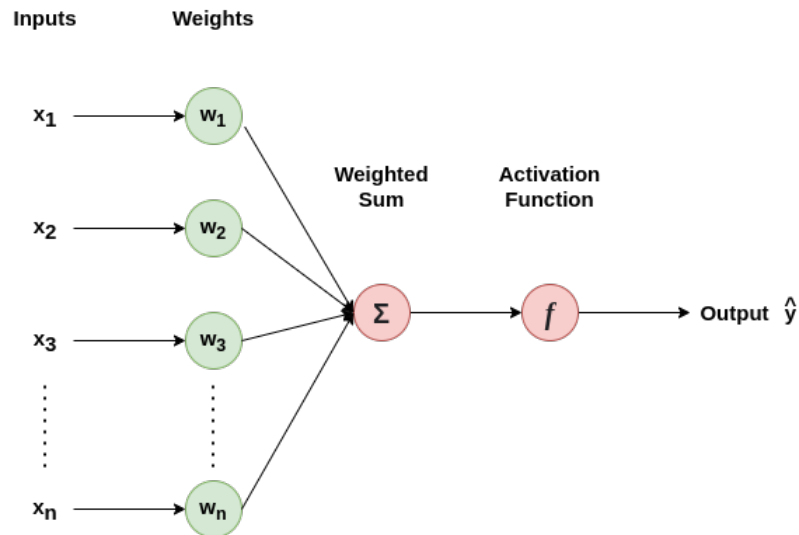 Inputs Weights
x1 w1
Weighted Activation
Sum Function
x2 w2
Σ f Output ŷ
x3 w3
xn wn